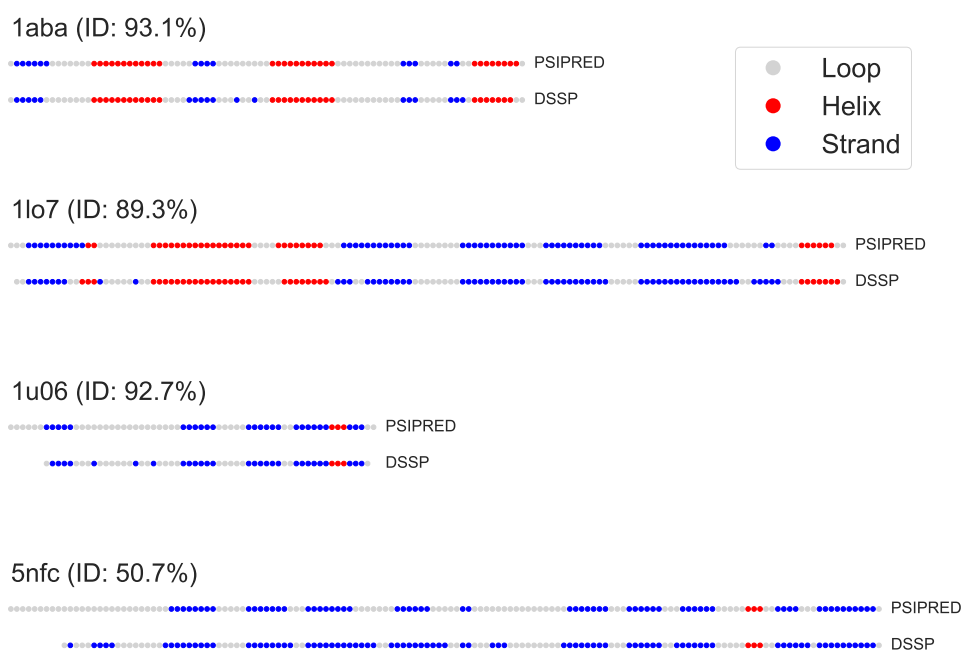 1aba (ID: 93.1%)
PSIPRED
DSSP
Loop
Helix
Strand
1lo7 (ID: 89.3%)
PSIPRED
DSSP
1u06 (ID: 92.7%)
PSIPRED
DSSP
5nfc (ID: 50.7%)
PSIPRED
DSSP